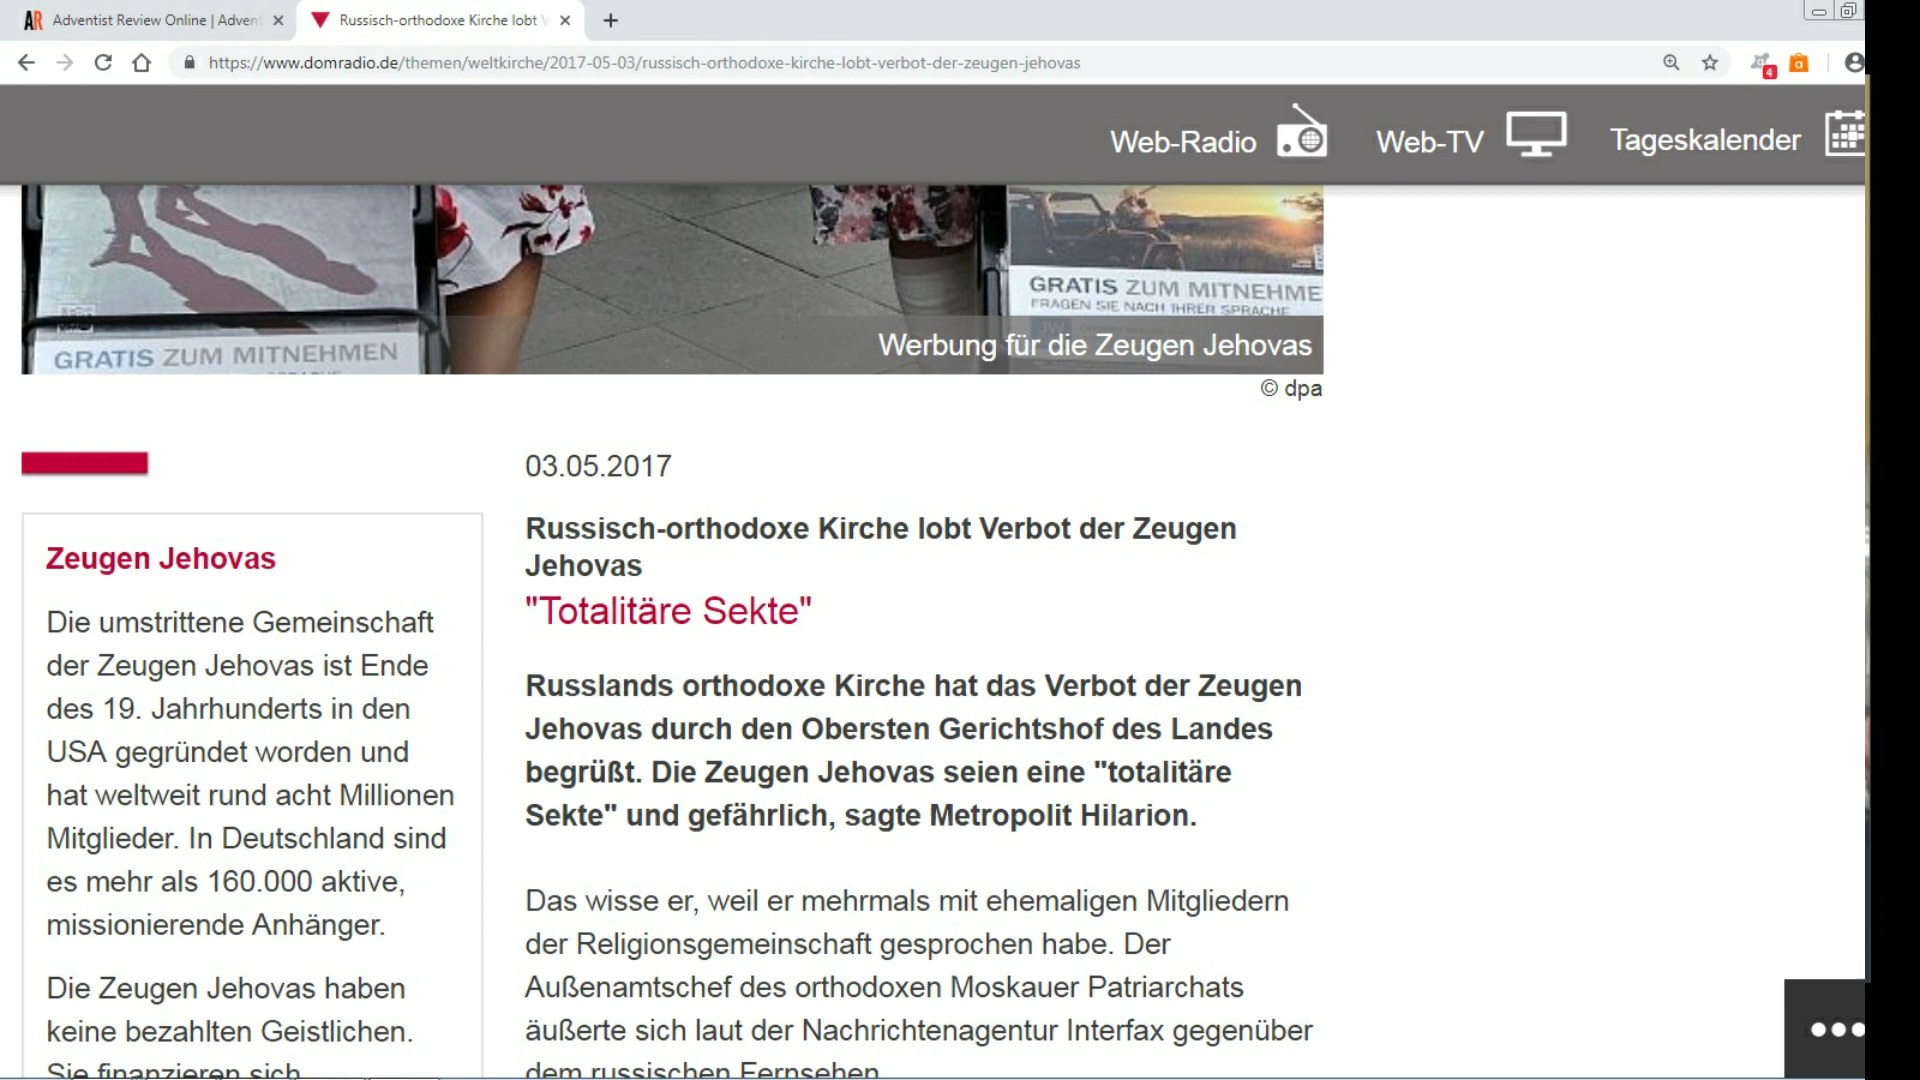 Adventist Review Online | Advent
Russisch-orthodoxe Kirche lobt V
https://www.domradio.de/themen/weltkirche/2017-05-03/russisch-orthodoxe-kirche-lobt-verbot-der-zeugen-jehovas
4
Web-Radio
Web-TV
Tageskalender
GRATIS ZUM MITNEHMEN
GRATIS ZUM MITNEHME
FRAGEN SIE NACH IHRER SPRACHE
Werbung für die Zeugen Jehovas
© dpa
Zeugen Jehovas
Die umstrittene Gemeinschaft
der Zeugen Jehovas ist Ende
des 19. Jahrhunderts in den
USA gegründet worden und
hat weltweit rund acht Millionen
Mitglieder. In Deutschland sind
es mehr als 160.000 aktive,
missionierende Anhänger.
Die Zeugen Jehovas haben
keine bezahlten Geistlichen.
Sie finanzieren sich
03.05.2017
Russisch-orthodoxe Kirche lobt Verbot der Zeugen
Jehovas
"Totalitäre Sekte"
Russlands orthodoxe Kirche hat das Verbot der Zeugen
Jehovas durch den Obersten Gerichtshof des Landes
begrüßt. Die Zeugen Jehovas seien eine "totalitäre
Sekte" und gefährlich, sagte Metropolit Hilarion.
Das wisse er, weil er mehrmals mit ehemaligen Mitgliedern
der Religionsgemeinschaft gesprochen habe. Der
Außenamtschef des orthodoxen Moskauer Patriarchats
äußerte sich laut der Nachrichtenagentur Interfax gegenüber
dem russischen Fernsehen